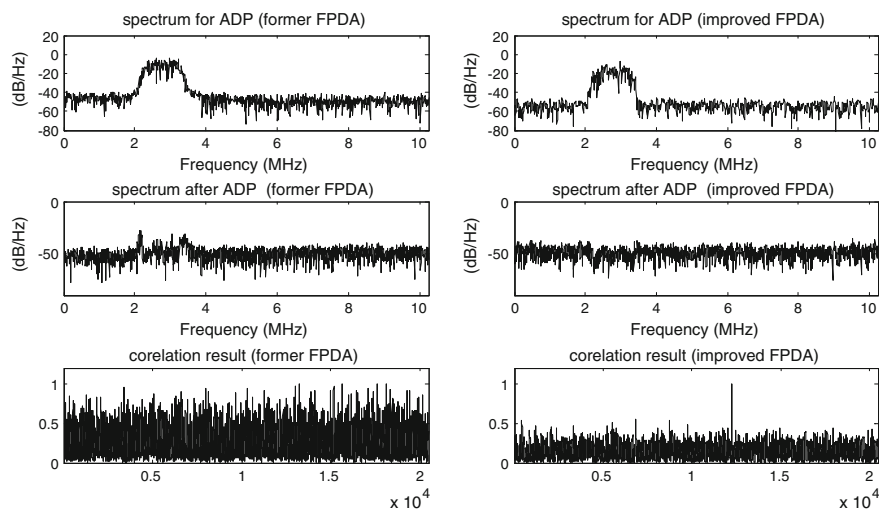 spectrum for ADP (former FPDA)
20
0
-20
-40
-60
-80
(dB/Hz)
0 2 4 6 8 10
Frequency (MHz)
spectrum for ADP (improved FPDA)
20
0
-20
-40
-60
-80
(dB/Hz)
0 2 4 6 8 10
Frequency (MHz)
spectrum after ADP (former FPDA)
0
-50
(dB/Hz)
0 2 4 6 8 10
Frequency (MHz)
spectrum after ADP (improved FPDA)
0
-50
(dB/Hz)
0 2 4 6 8 10
Frequency (MHz)
corelation result (former FPDA)
1
0.5
0
0.5 1 1.5 2
x 10^4
corelation result (improved FPDA)
1
0.5
0
0.5 1 1.5 2
x 10^4